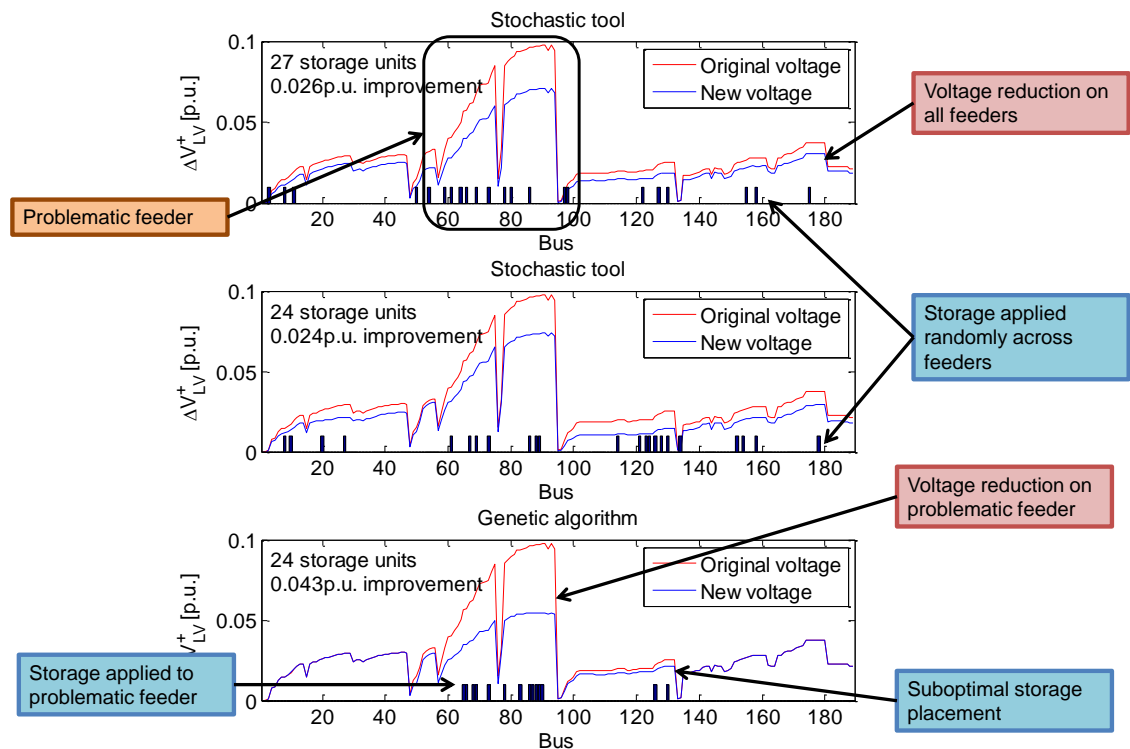 Stochastic tool
0.1
27 storage units
0.026p.u. improvement
Original voltage
New voltage
0.05
ΔV+LV [p.u.]
0
20 40 60 80 100 120 140 160 180
Bus
Problematic feeder
Voltage reduction on
all feeders
Stochastic tool
0.1
24 storage units
0.024p.u. improvement
Original voltage
New voltage
0.05
ΔV+LV [p.u.]
0
20 40 60 80 100 120 140 160 180
Bus
Storage applied
randomly across
feeders
Genetic algorithm
0.1
24 storage units
0.043p.u. improvement
Original voltage
New voltage
0.05
V+LV [p.u.]
0
20 40 60 80 100 120 140 160 180
Bus
Voltage reduction on
problematic feeder
Storage applied to
problematic feeder
Suboptimal storage
placement